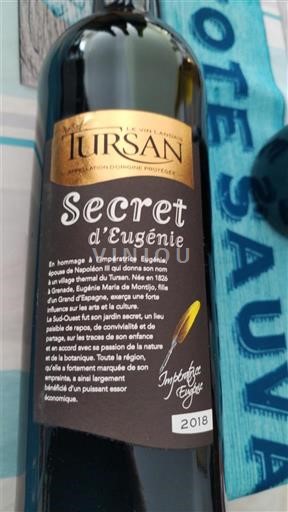 LE VIN LANDAIS
TURSAN
APPELLATION D'ORIGINE PROTÉGÉE
Secret
d'Eugénie
VINIOU
En hommage à l'Impératrice Eugénie,
épouse de Napoléon III qui donna son nom
à un village thermal du Tursan. Née en 1826
à Grenade, Eugénie Maria de Montijo, fille
d'un Grand d'Espagne, exerça une forte
influence sur les arts et la culture.
Le Sud-Ouest fut son jardin secret, un lieu
paisible de repos, de convivialité et de
partage, sur les traces de son enfance
et en accord avec sa passion de la nature
et de la botanique. Toute la région,
qu'elle a fortement marquée de son
empreinte, a ainsi largement
bénéficié d'un puissant essor
économique.
Impératrice
Eugénie
2018
OTE SAUVA